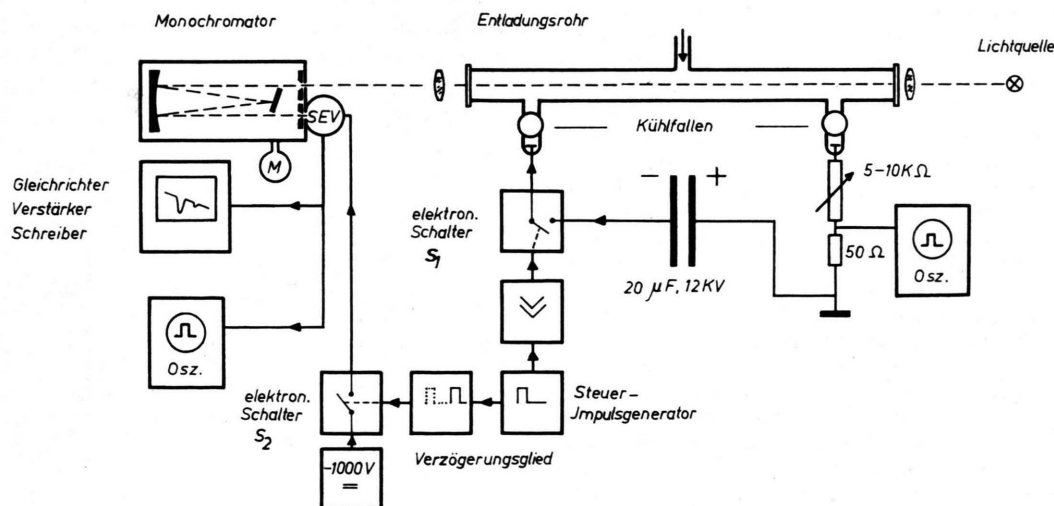 Monochromator
Entladungsrohr
Lichtquelle
SEV
M
Kühlfallen
Gleichrichter
Verstärker
Schreiber
elektron.
Schalter
S1
− +
20 µF, 12KV
5-10KΩ
50 Ω
Osz.
Osz.
elektron.
Schalter
S2
Steuer-
Jmpulsgenerator
Verzögerungsglied
-1000V